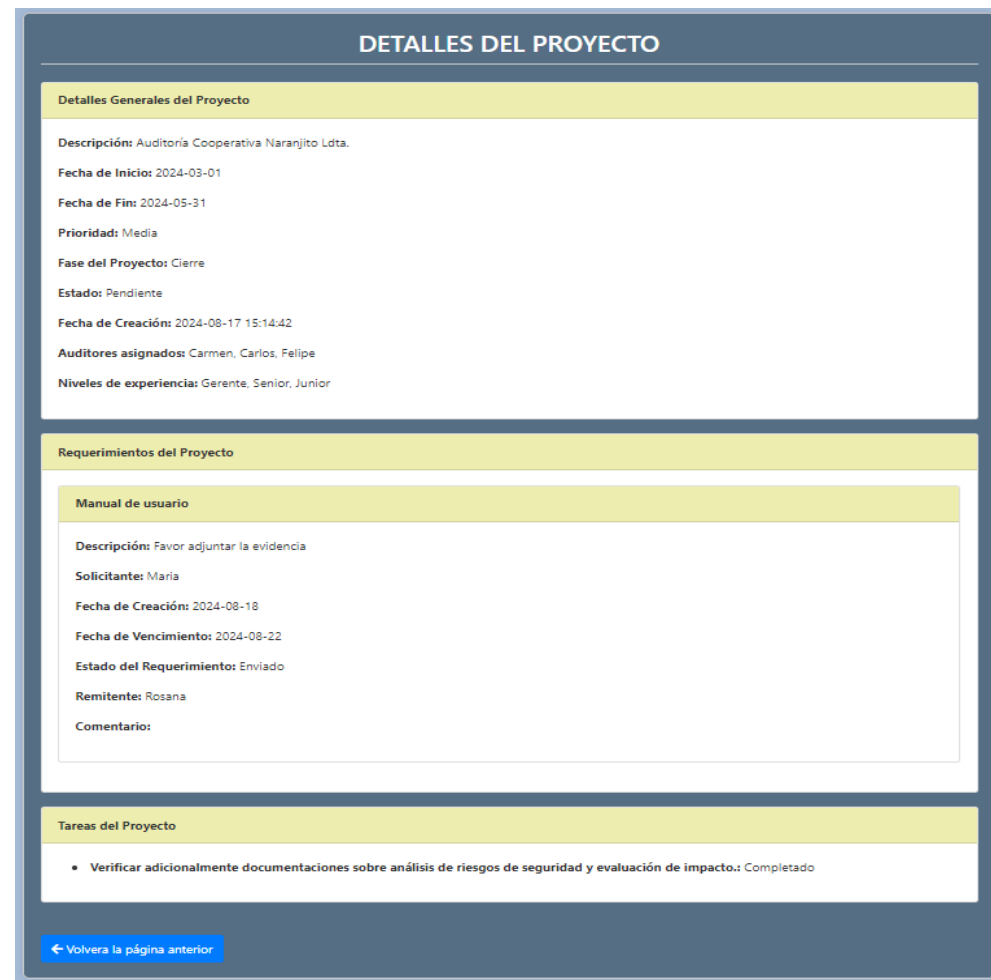 DETALLES DEL PROYECTO
Detalles Generales del Proyecto
Descripción: Auditoría Cooperativa Naranjito Ldta.
Fecha de Inicio: 2024-03-01
Fecha de Fin: 2024-05-31
Prioridad: Media
Fase del Proyecto: Cierre
Estado: Pendiente
Fecha de Creación: 2024-08-17 15:14:42
Auditores asignados: Carmen, Carlos, Felipe
Niveles de experiencia: Gerente, Senior, Junior
Requerimientos del Proyecto
Manual de usuario
Descripción: Favor adjuntar la evidencia
Solicitante: Maria
Fecha de Creación: 2024-08-18
Fecha de Vencimiento: 2024-08-22
Estado del Requerimiento: Enviado
Remitente: Rosana
Comentario:
Tareas del Proyecto
• Verificar adicionalmente documentaciones sobre análisis de riesgos de seguridad y evaluación de impacto.: Completado
← Volvera la página anterior